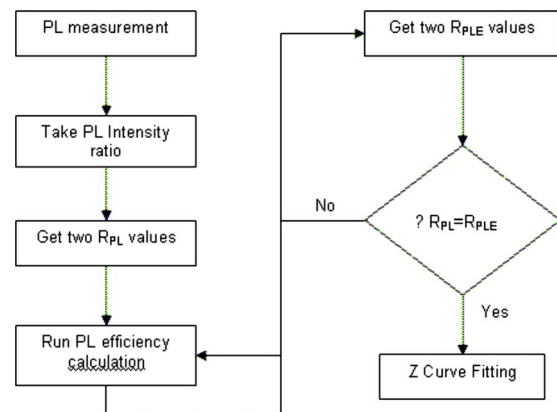 PL measurement
Take PL Intensity
ratio
Get two RPL values
Run PL efficiency
calculation
Get two RPLE values
No
? RPL=RPLE
Yes
Z Curve Fitting